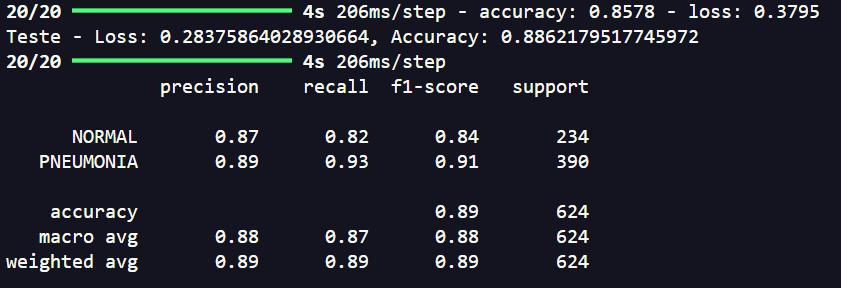 20/20 ━━━━━━━━━━━━━━━━━━━━ 4s 206ms/step - accuracy: 0.8578 - loss: 0.3795
Teste - Loss: 0.28375864028930664, Accuracy: 0.8862179517745972
20/20 ━━━━━━━━━━━━━━━━━━━━ 4s 206ms/step
precision recall f1-score support
NORMAL 0.87 0.82 0.84 234
PNEUMONIA 0.89 0.93 0.91 390
accuracy 0.89 624
macro avg 0.88 0.87 0.88 624
weighted avg 0.89 0.89 0.89 624